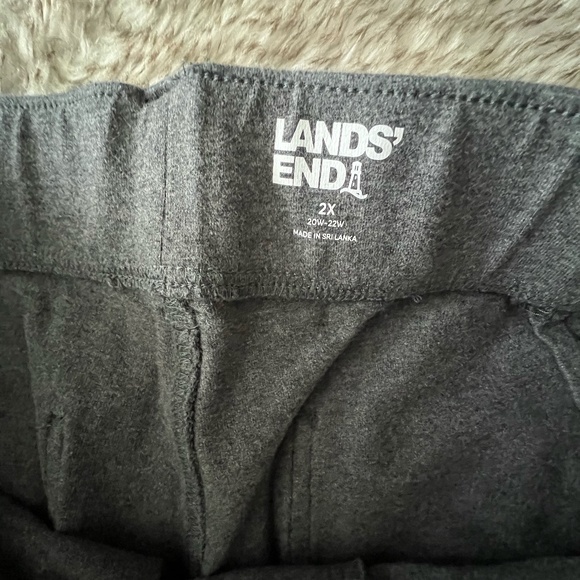 LANDS'
END
2X
20W-22W
MADE IN SRI LANKA